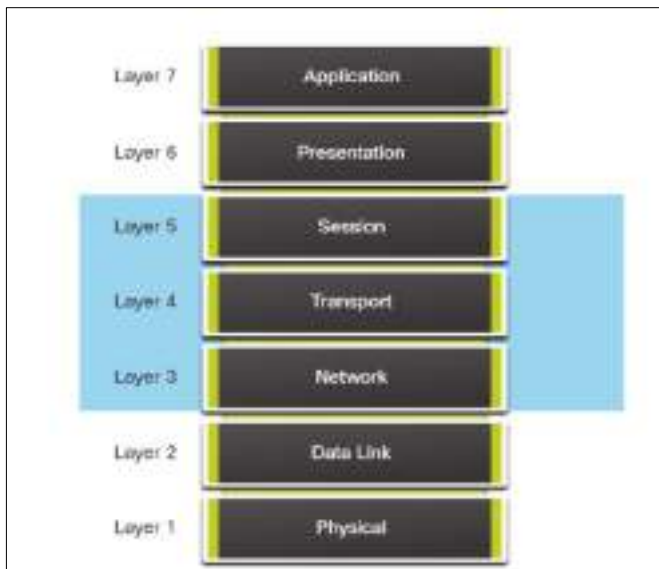 Layer 7 Application
Layer 6 Presentation
Layer 5 Session
Layer 4 Transport
Layer 3 Network
Layer 2 Data Link
Layer 1 Physical